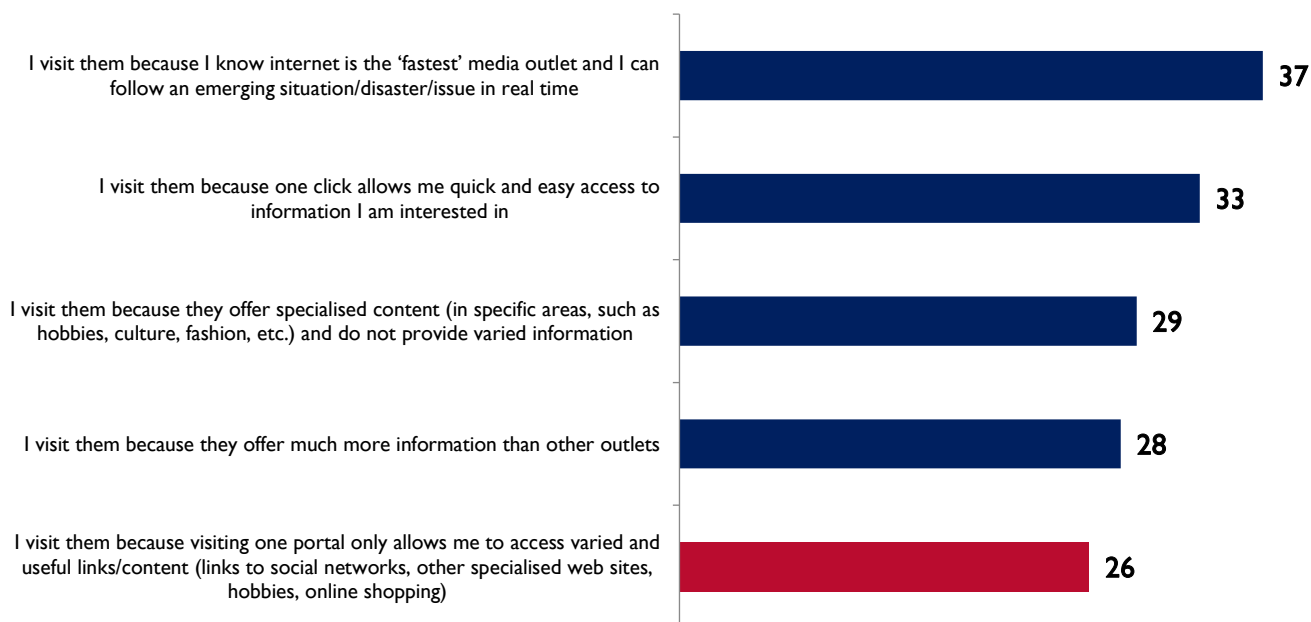 I visit them because I know internet is the ‘fastest’ media outlet and I can
follow an emerging situation/disaster/issue in real time
37
I visit them because one click allows me quick and easy access to
information I am interested in
33
I visit them because they offer specialised content (in specific areas, such as
hobbies, culture, fashion, etc.) and do not provide varied information
29
I visit them because they offer much more information than other outlets
28
I visit them because visiting one portal only allows me to access varied and
useful links/content (links to social networks, other specialised web sites,
hobbies, online shopping)
26